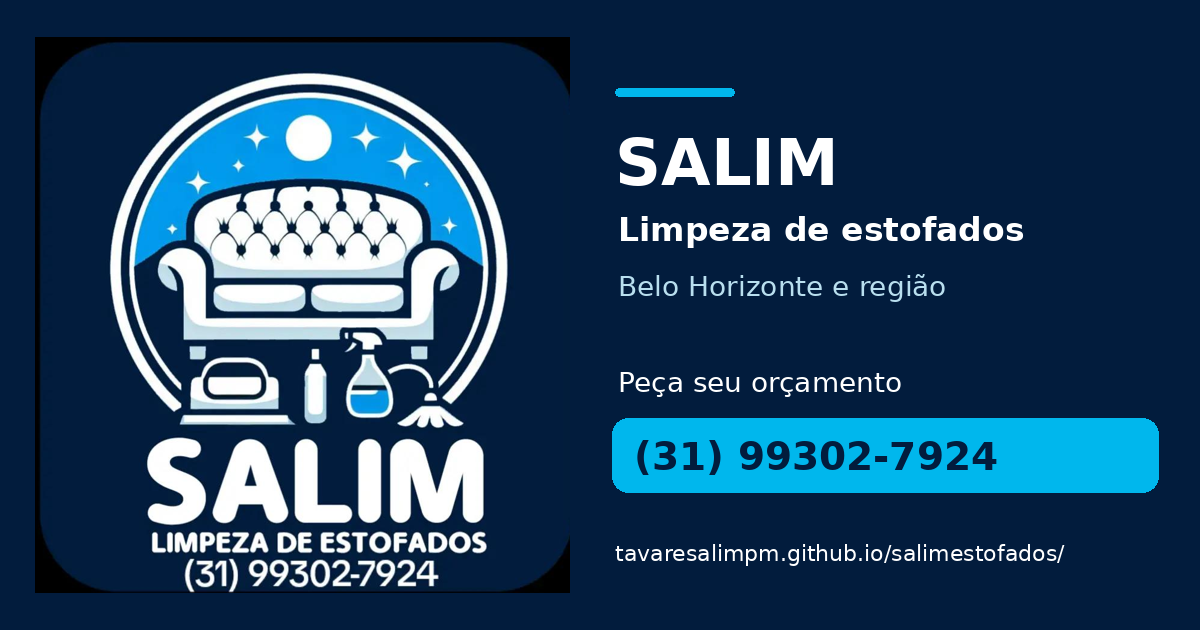 SALIM
LIMPEZA DE ESTOFADOS
(31) 99302-7924
SALIM
Limpeza de estofados
Belo Horizonte e região
Peça seu orçamento
(31) 99302-7924
tavaresalimpm.github.io/salimestofados/